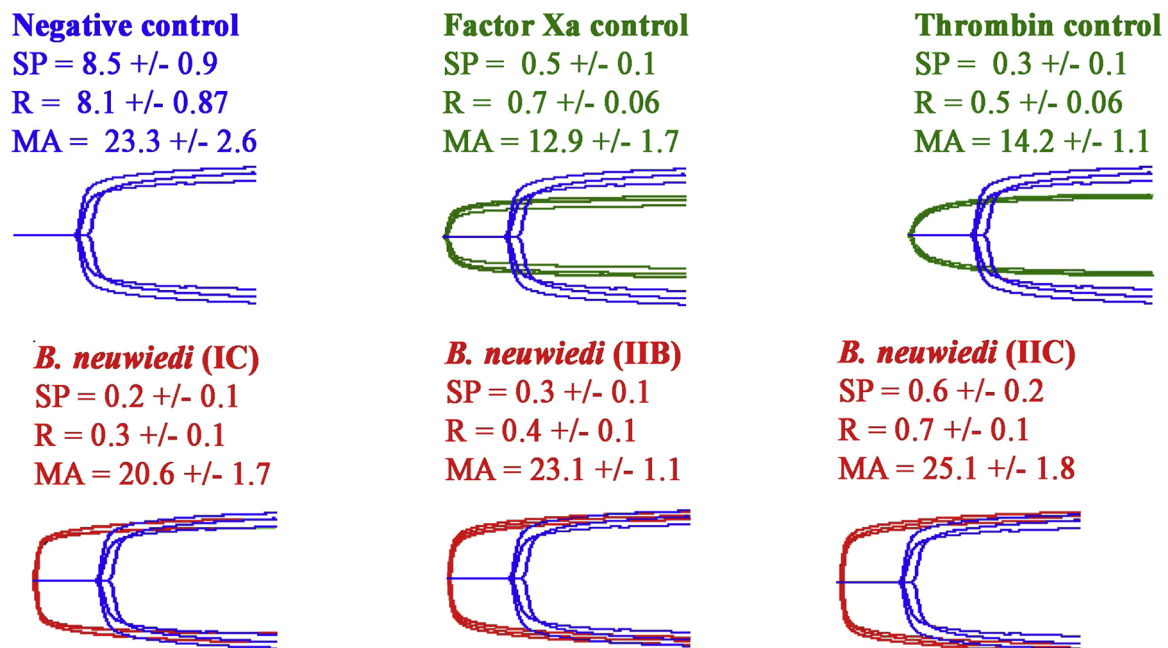 Negative control
SP = 8.5 +/- 0.9
R = 8.1 +/- 0.87
MA = 23.3 +/- 2.6
Factor Xa control
SP = 0.5 +/- 0.1
R = 0.7 +/- 0.06
MA = 12.9 +/- 1.7
Thrombin control
SP = 0.3 +/- 0.1
R = 0.5 +/- 0.06
MA = 14.2 +/- 1.1
B. neuwiedi (IC)
SP = 0.2 +/- 0.1
R = 0.3 +/- 0.1
MA = 20.6 +/- 1.7
B. neuwiedi (IIB)
SP = 0.3 +/- 0.1
R = 0.4 +/- 0.1
MA = 23.1 +/- 1.1
B. neuwiedi (IIC)
SP = 0.6 +/- 0.2
R = 0.7 +/- 0.1
MA = 25.1 +/- 1.8